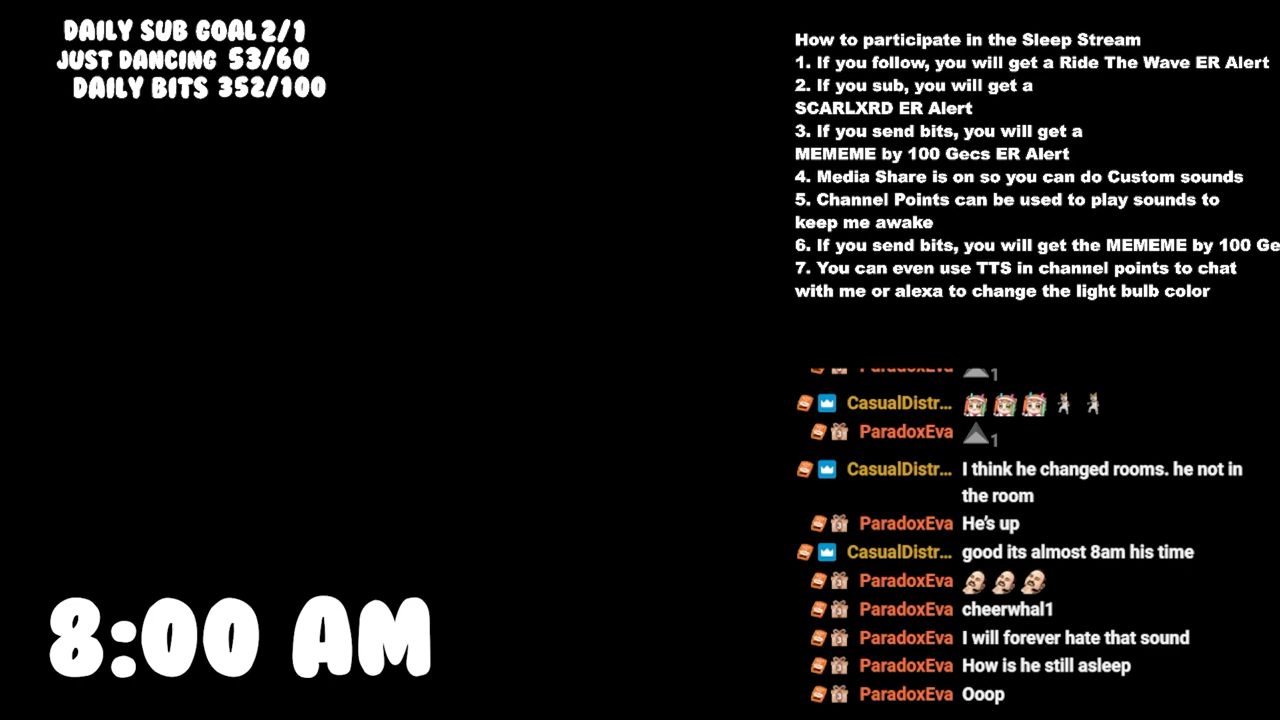 DAILY SUB GOAL 2/1
JUST DANCING 53/60
DAILY BITS 352/100
How to participate in the Sleep Stream
1. If you follow, you will get a Ride The Wave ER Alert
2. If you sub, you will get a
SCARLXRD ER Alert
3. If you send bits, you will get a
MEMEME by 100 Gecs ER Alert
4. Media Share is on so you can do Custom sounds
5. Channel Points can be used to play sounds to
keep me awake
6. If you send bits, you will get the MEMEME by 100 Ge
7. You can even use TTS in channel points to chat
with me or alexa to change the light bulb color
ParadoxEva 1
CasualDistr...
ParadoxEva 1
CasualDistr... I think he changed rooms. he not in
the room
ParadoxEva He's up
CasualDistr... good its almost 8am his time
ParadoxEva
ParadoxEva cheerwhal1
ParadoxEva I will forever hate that sound
ParadoxEva How is he still asleep
ParadoxEva Ooop
8:00 AM